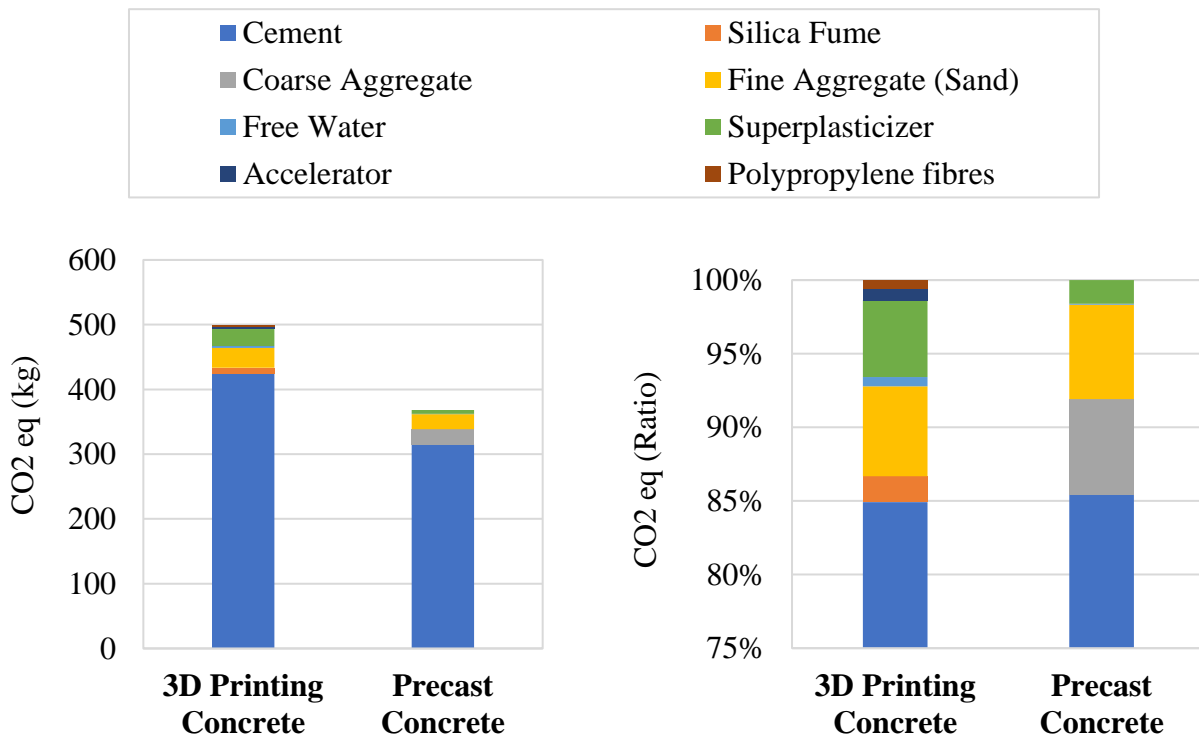 Cement
Silica Fume
Coarse Aggregate
Fine Aggregate (Sand)
Free Water
Superplasticizer
Accelerator
Polypropylene fibres
CO2 eq (kg)
600
500
400
300
200
100
0
3D Printing
Concrete
Precast
Concrete
CO2 eq (Ratio)
100%
95%
90%
85%
80%
75%
3D Printing
Concrete
Precast
Concrete